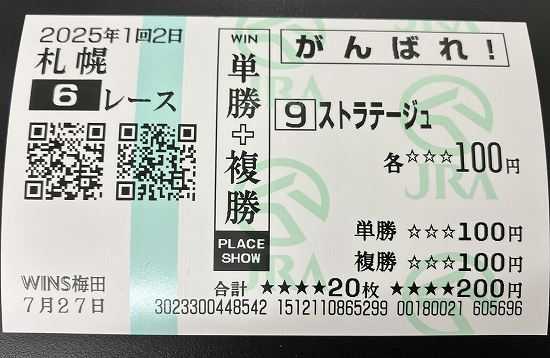 2025年1回2日
札幌
6レース
WINS梅田
7月27日
WIN
単勝+複勝
PLACE
SHOW
がんばれ!
9 ストラテージュ
各☆☆☆100円
JRA
単勝 ☆☆☆100円
複勝 ☆☆☆100円
合計 ★★★★20枚 ★★★★200円
3023300448542 1512110865299 00180021 605696